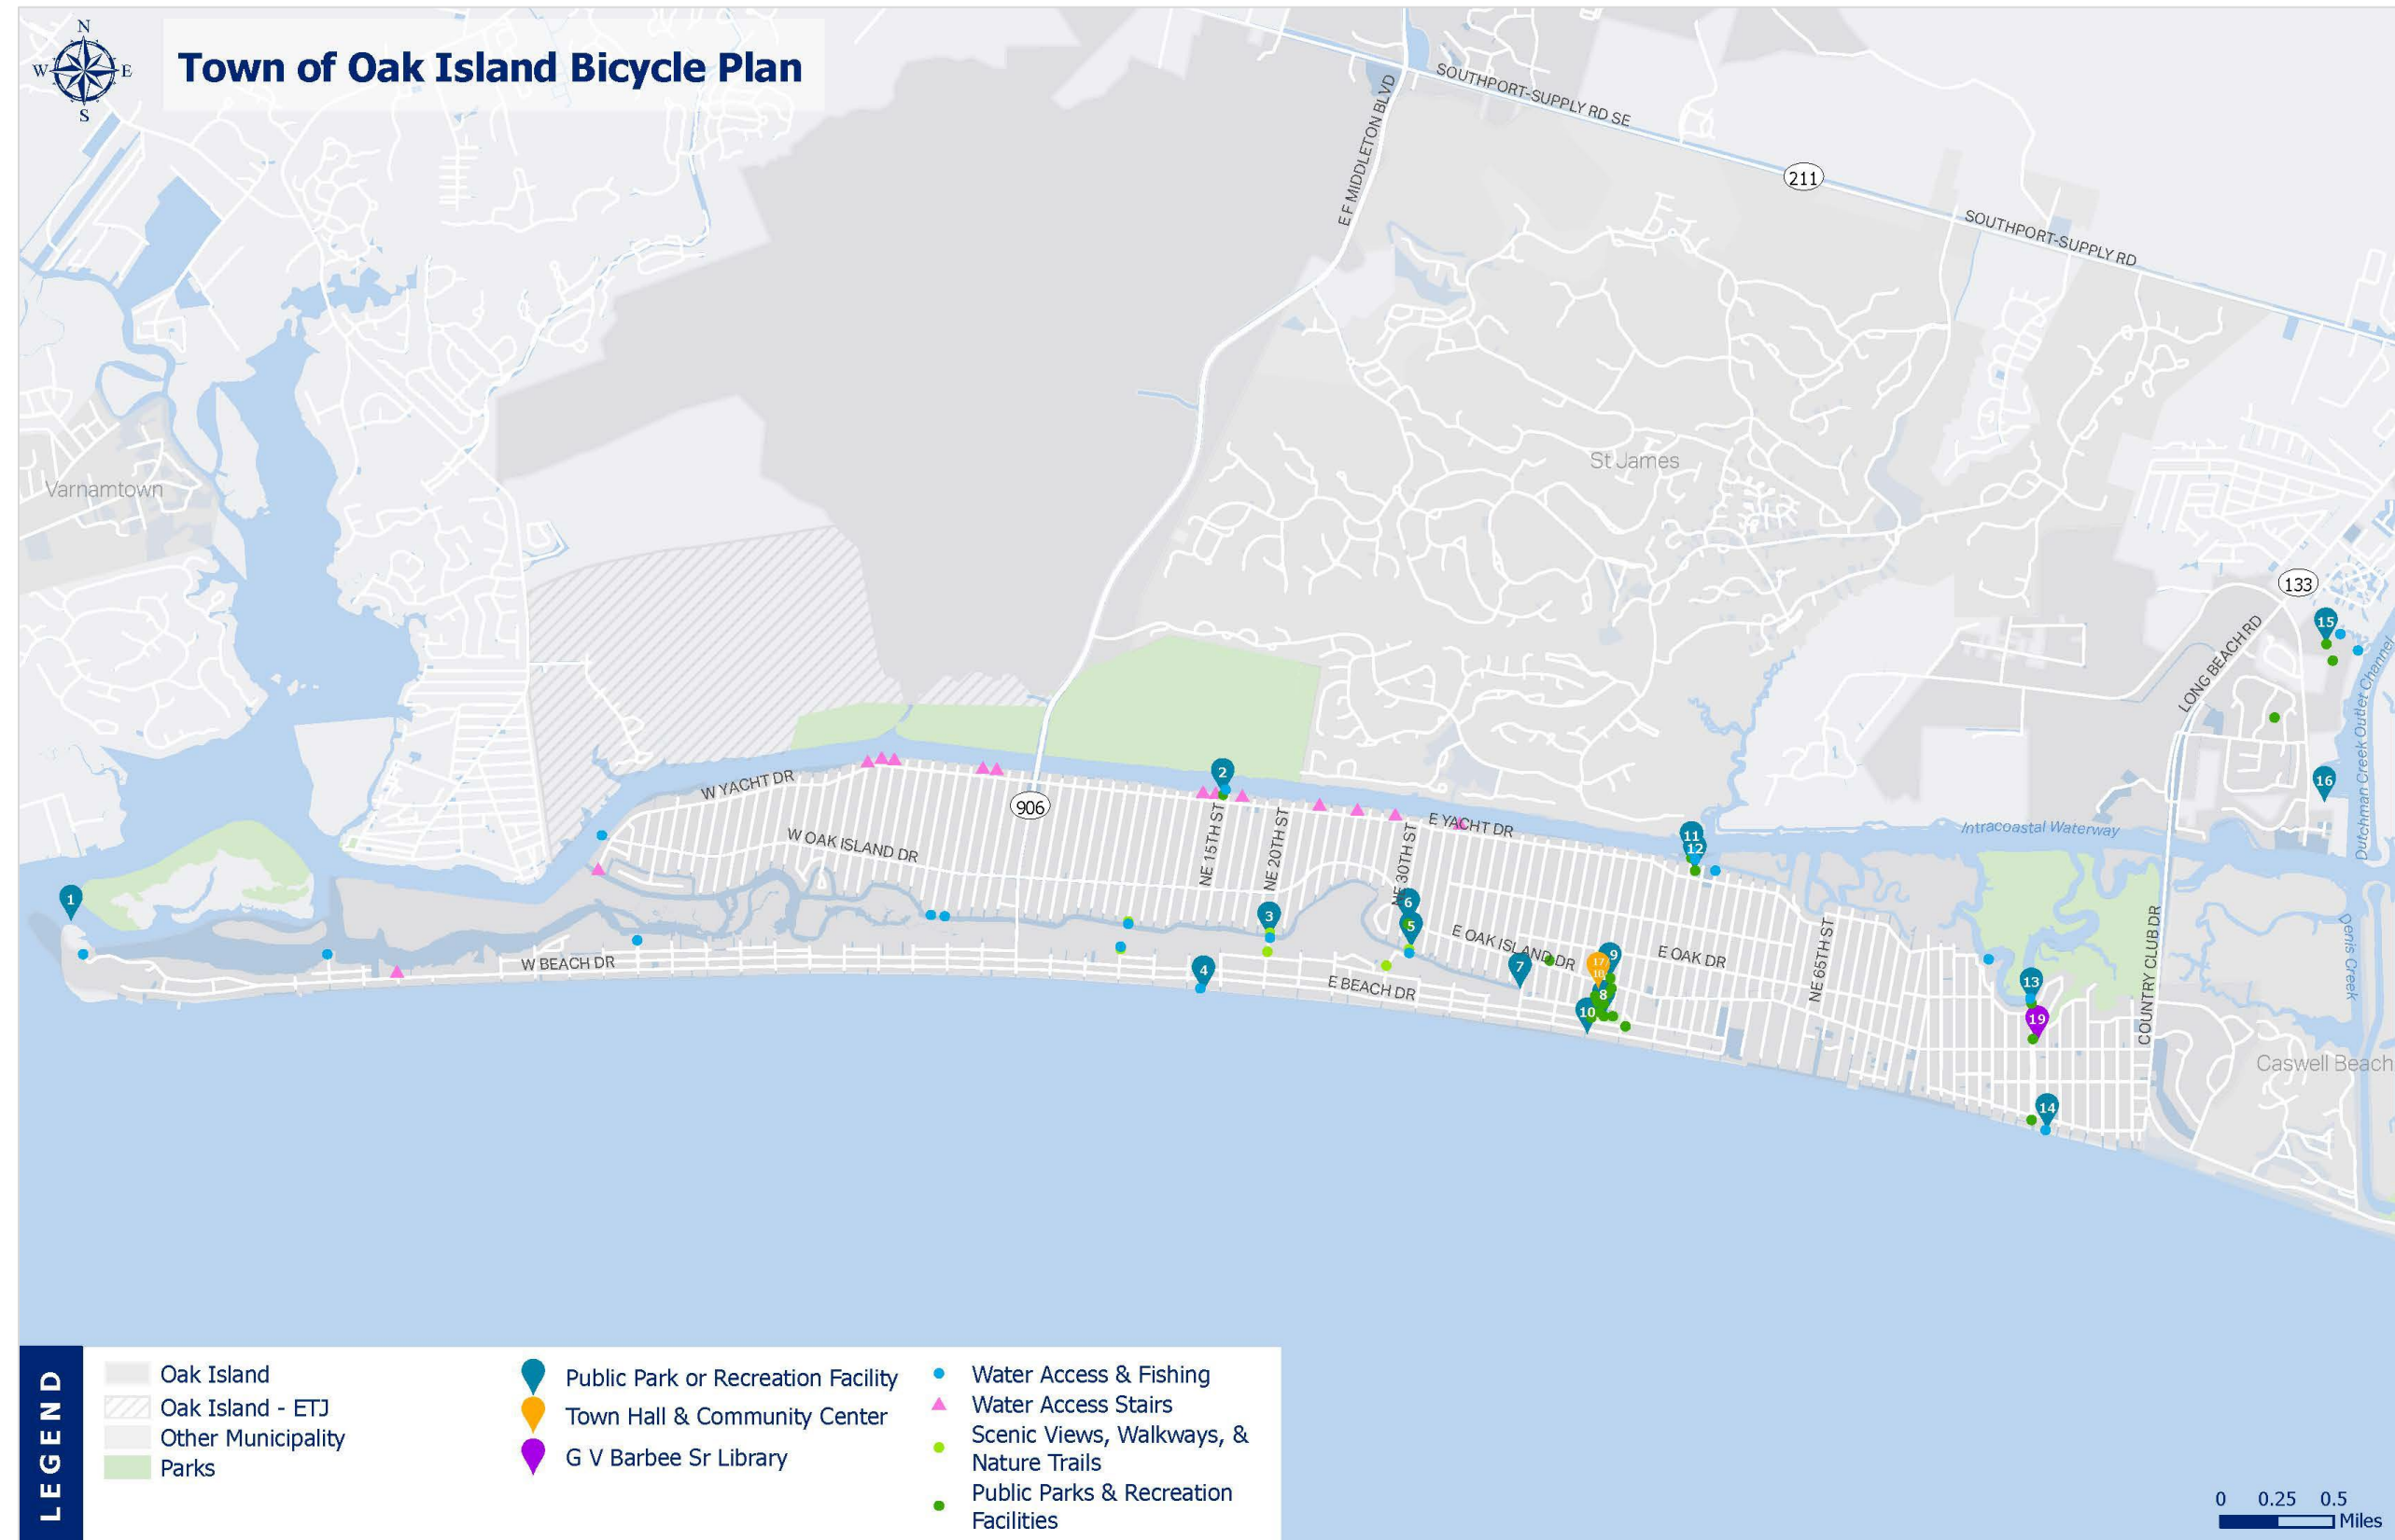 N
W E
S
Town of Oak Island Bicycle Plan
E F MIDDLETON BLVD
SOUTHPORT-SUPPLY RD SE
211
SOUTHPORT-SUPPLY RD
Varnamtown
St James
133
15
LONG BEACH RD
Dutchman Creek Outlet Channel
16
2
W YACHT DR
906
W OAK ISLAND DR
NE 15TH ST
NE 20TH ST
NE 30TH ST
E YACHT DR
11
12
Intracoastal Waterway
1
3
6
5
4
W BEACH DR
E BEACH DR
E OAK ISLAND DR
7
9
17
18
8
10
E OAK DR
NE 65TH ST
13
19
14
COUNTRY CLUB DR
Denis Creek
Caswell Beach
LEGEND
Oak Island
Oak Island - ETJ
Other Municipality
Parks
Public Park or Recreation Facility
Town Hall & Community Center
G V Barbee Sr Library
Water Access & Fishing
Water Access Stairs
Scenic Views, Walkways, &
Nature Trails
Public Parks & Recreation
Facilities
0 0.25 0.5
Miles